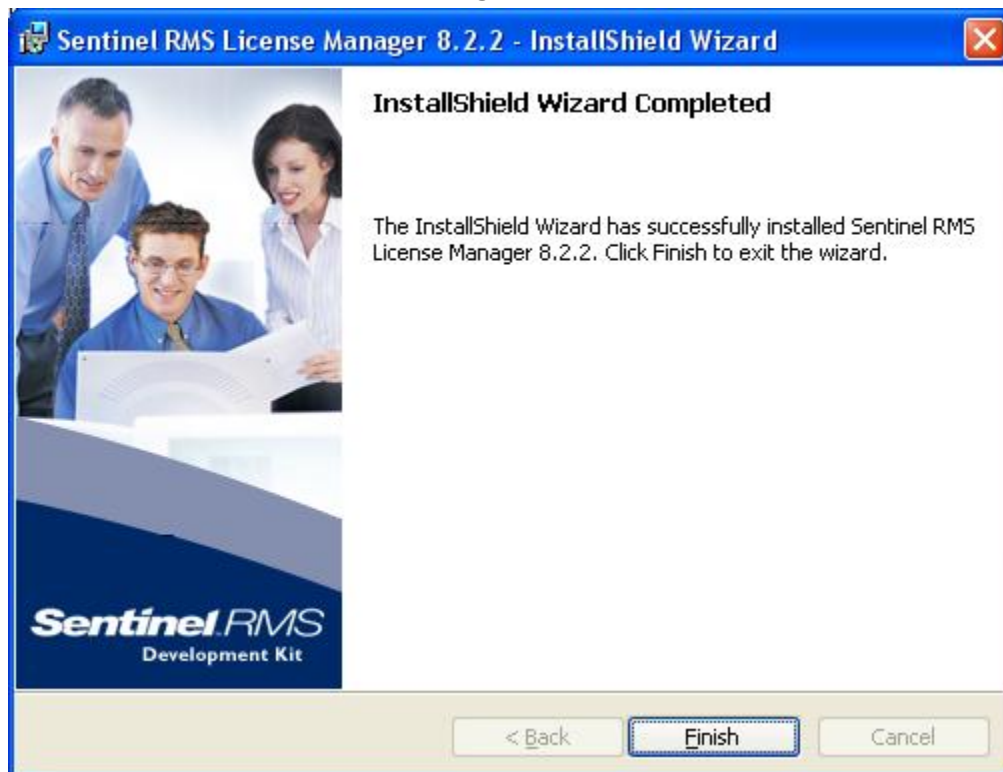 Sentinel RMS License Manager 8.2.2 - InstallShield Wizard
InstallShield Wizard Completed
The InstallShield Wizard has successfully installed Sentinel RMS
License Manager 8.2.2. Click Finish to exit the wizard.
Sentinel RMS
Development Kit
< Back
Finish
Cancel